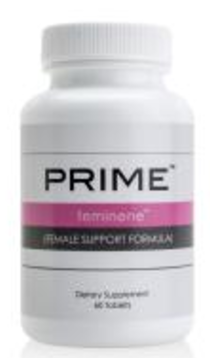 PRIME™
feminene™
(FEMALE SUPPORT FORMULA)
Dietary Supplement
60 Tablets